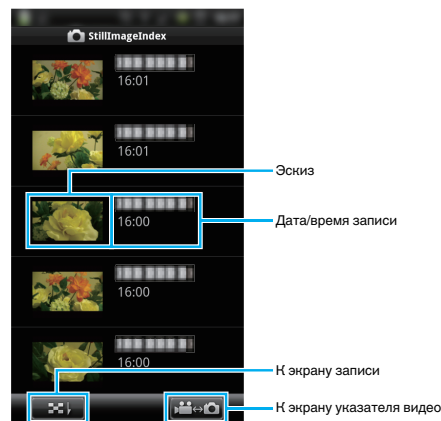 StillImageIndex
16:01
16:01
Эскиз
16:00
Дата/время записи
16:00
16:00
К экрану записи
К экрану указателя видео